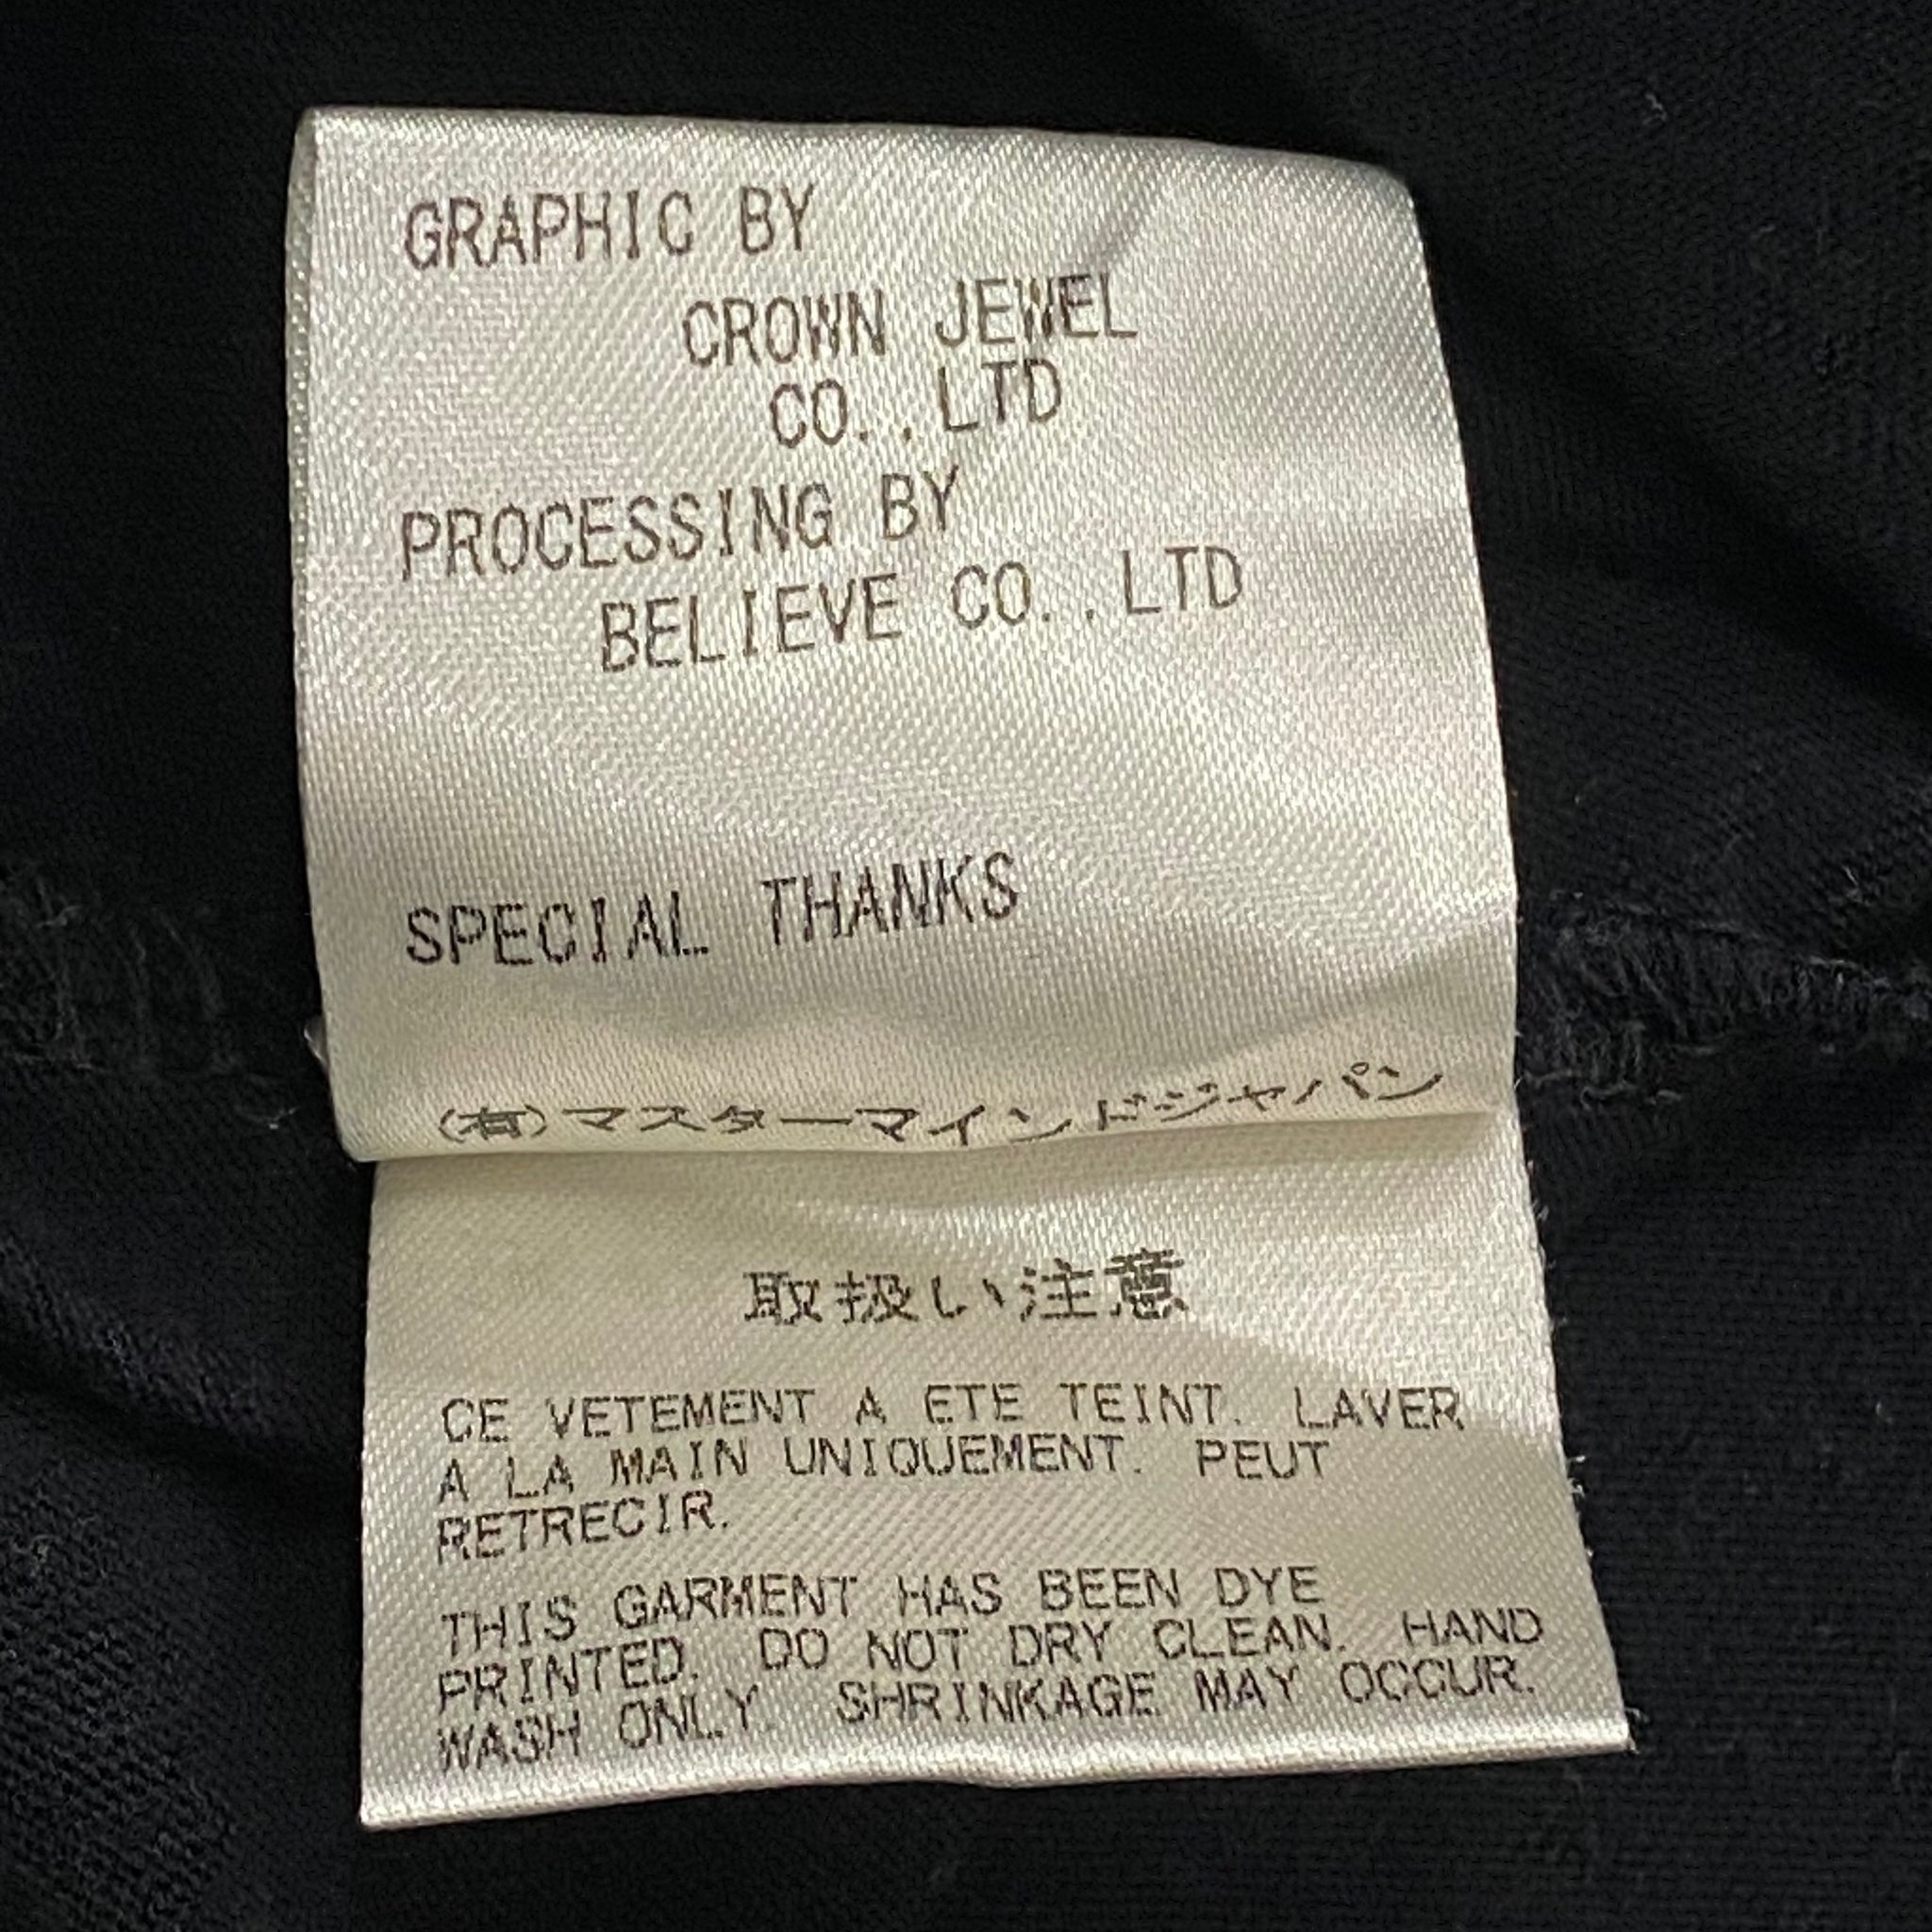 GRAPHIC BY
CROWN JEWEL
CO.,LTD
PROCESSING BY
BELIEVE CO.,LTD
SPECIAL THANKS
(有)マスターマインドジャパン
取扱い注意
CE VETEMENT A ETE TEINT. LAVER
A LA MAIN UNIQUEMENT. PEUT
RETRECIR.
THIS GARMENT HAS BEEN DYE
PRINTED. DO NOT DRY CLEAN. HAND
WASH ONLY. SHRINKAGE MAY OCCUR.